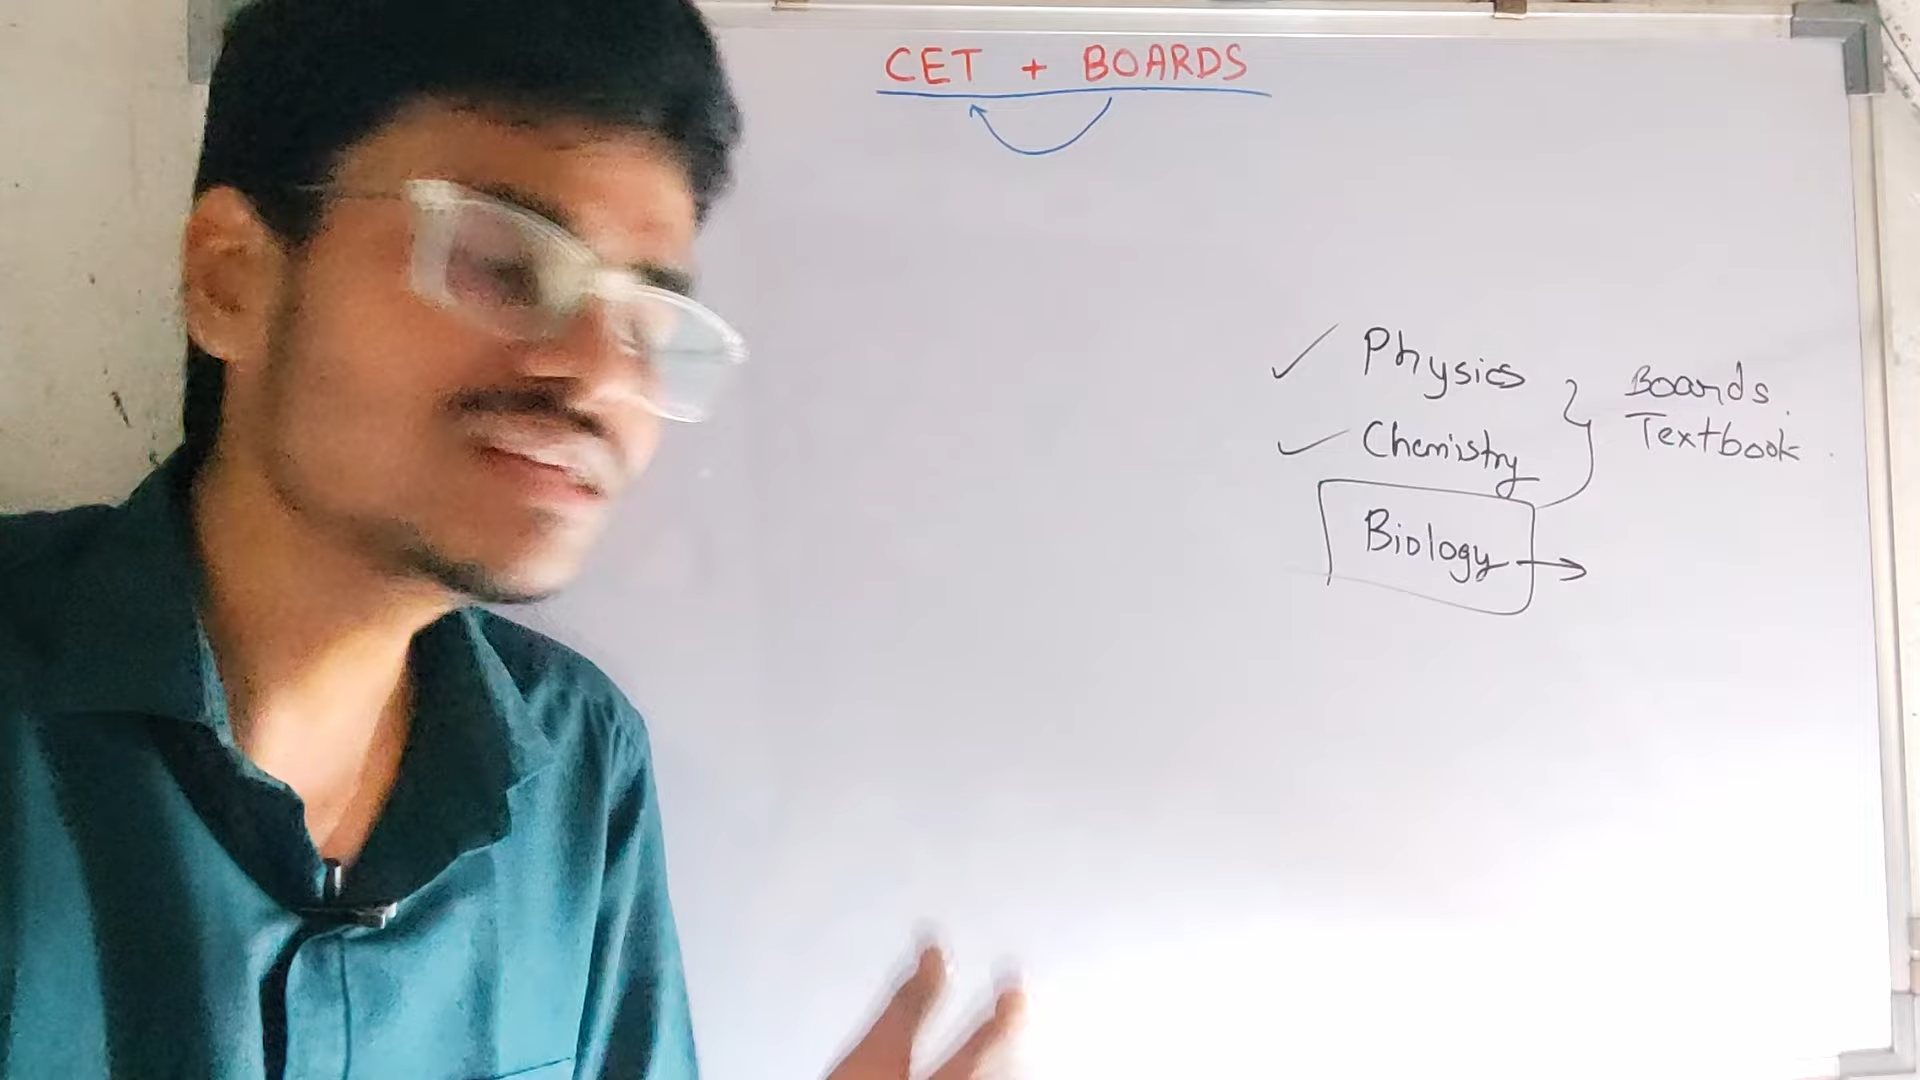 CET + BOARDS
Physics
Chemistry
Biology
Boards
Textbook